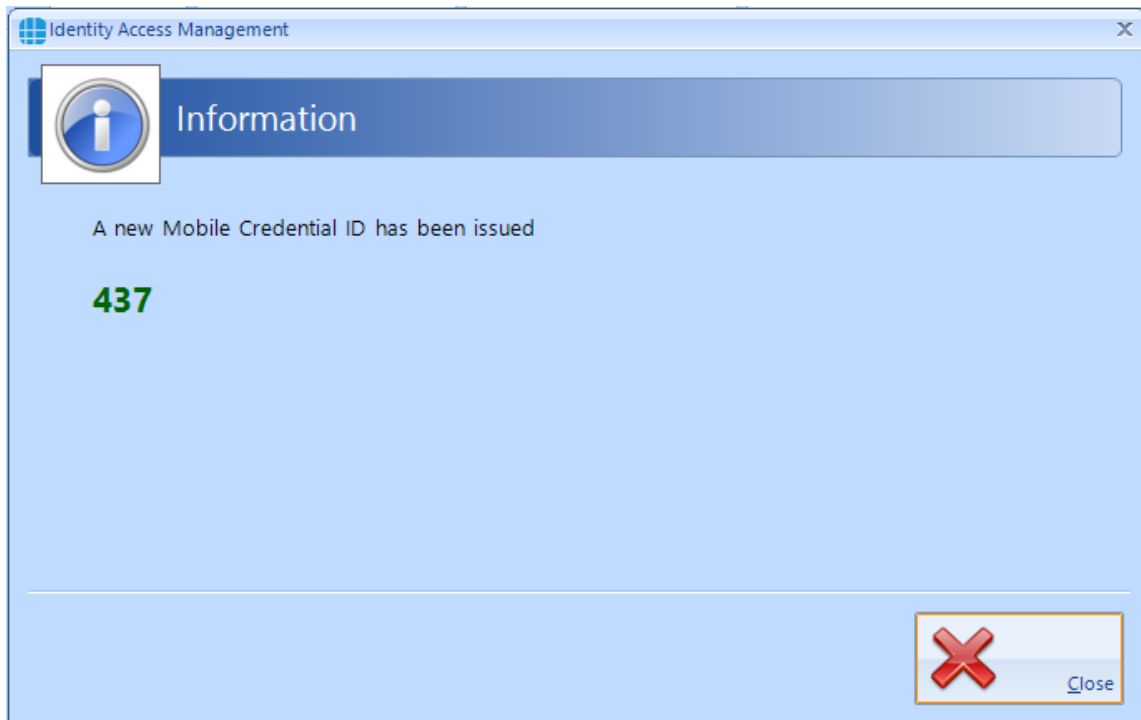 Identity Access Management
Information
A new Mobile Credential ID has been issued
437
Close